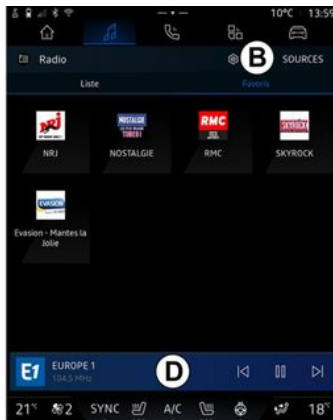 10°C 13:59
Radio B SOURCES
Liste Favoris
NRJ
NOSTALGIE
RMC
SKYROCK
NRJ NOSTALGIE RMC SKYROCK
EVASION
Evasion - Mantes la
Jolie
E1 EUROPE 1 D
104,5 MHz
21° 2 SYNC A/C 18°